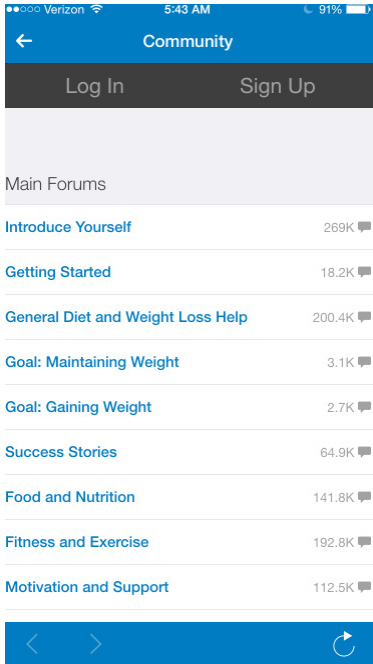 Verizon 5:43 AM 91%
Community
Log In Sign Up
Main Forums
Introduce Yourself 269K
Getting Started 18.2K
General Diet and Weight Loss Help 200.4K
Goal: Maintaining Weight 3.1K
Goal: Gaining Weight 2.7K
Success Stories 64.9K
Food and Nutrition 141.8K
Fitness and Exercise 192.8K
Motivation and Support 112.5K